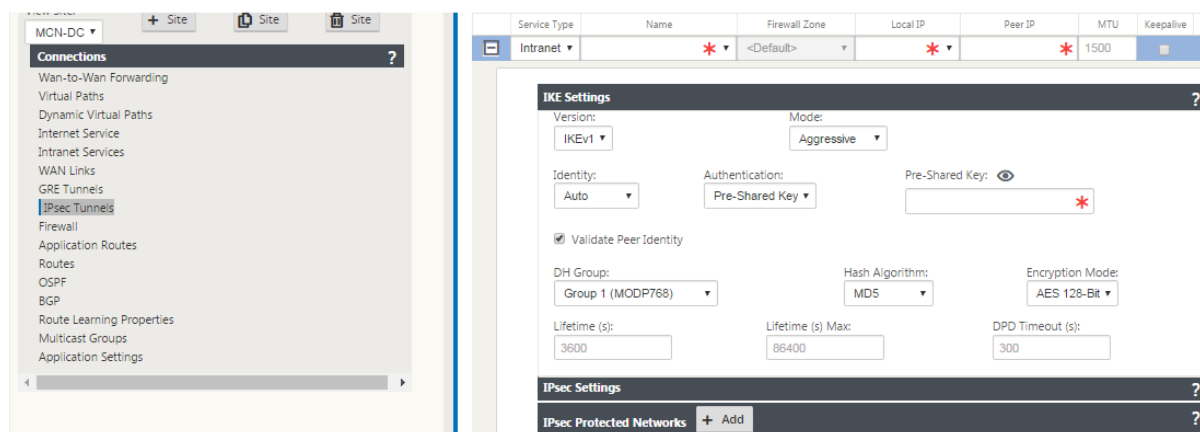 View Site:
MCN-DC ▾ + Site Site Site
Connections ?
Wan-to-Wan Forwarding
Virtual Paths
Dynamic Virtual Paths
Internet Service
Intranet Services
WAN Links
GRE Tunnels
IPsec Tunnels
Firewall
Application Routes
Routes
OSPF
BGP
Route Learning Properties
Multicast Groups
Application Settings
Service Type Name Firewall Zone Local IP Peer IP MTU Keepalive
Intranet ▾ * ▾ <Default> ▾ * ▾ * 1500
IKE Settings ?
Version: Mode:
IKEv1 ▾ Aggressive ▾
Identity: Authentication: Pre-Shared Key:
Auto ▾ Pre-Shared Key ▾ *
Validate Peer Identity
DH Group: Hash Algorithm: Encryption Mode:
Group 1 (MODP768) ▾ MD5 ▾ AES 128-Bit ▾
Lifetime (s): Lifetime (s) Max: DPD Timeout (s):
3600 86400 300
IPsec Settings ?
IPsec Protected Networks + Add ?